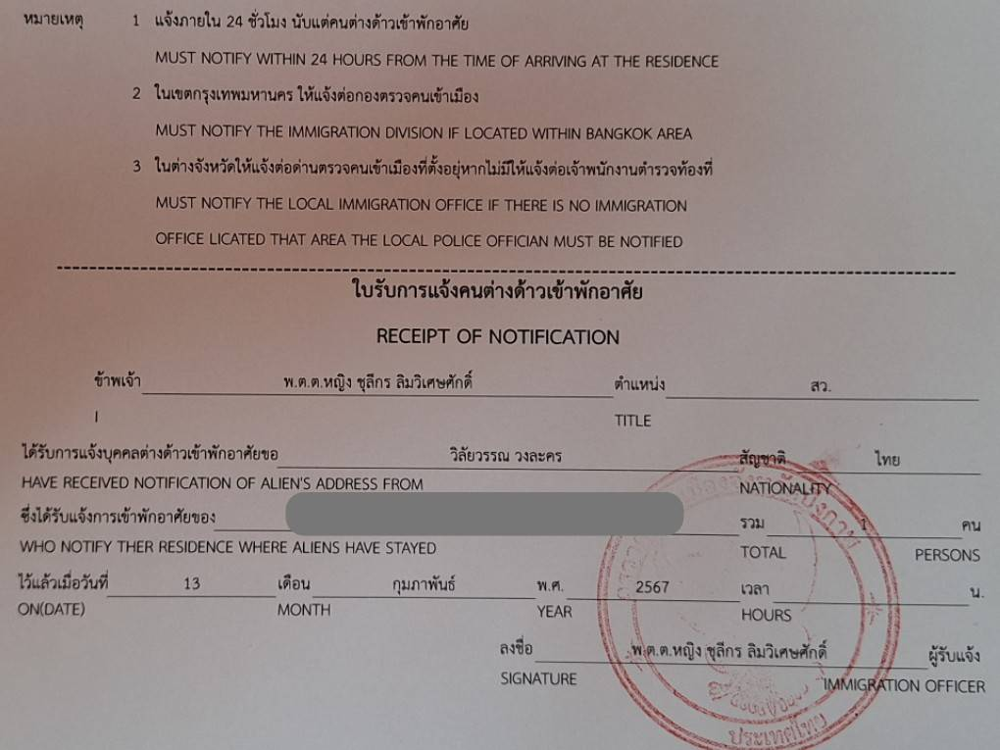 หมายเหตุ 1 แจ้งภายใน 24 ชั่วโมง นับแต่คนต่างด้าวเข้าพักอาศัย
MUST NOTIFY WITHIN 24 HOURS FROM THE TIME OF ARRIVING AT THE RESIDENCE
2 ในเขตกรุงเทพมหานคร ให้แจ้งต่อกองตรวจคนเข้าเมือง
MUST NOTIFY THE IMMIGRATION DIVISION IF LOCATED WITHIN BANGKOK AREA
3 ในต่างจังหวัดให้แจ้งต่อด่านตรวจคนเข้าเมืองที่ตั้งอยู่หากไม่มีให้แจ้งต่อเจ้าพนักงานตำรวจท้องที่
MUST NOTIFY THE LOCAL IMMIGRATION OFFICE IF THERE IS NO IMMIGRATION
OFFICE LICATED THAT AREA THE LOCAL POLICE OFFICIAN MUST BE NOTIFIED
ใบรับการแจ้งคนต่างด้าวเข้าพักอาศัย
RECEIPT OF NOTIFICATION
ข้าพเจ้า พ.ต.ต.หญิง ชุลีกร ลิมวิเศษศักดิ์ ตำแหน่ง สว.
I TITLE
ได้รับการแจ้งบุคคลต่างด้าวเข้าพักอาศัยขอ วิลัยวรรณ วงละคร สัญชาติ ไทย
HAVE RECEIVED NOTIFICATION OF ALIEN'S ADDRESS FROM NATIONALITY
ซึ่งได้รับแจ้งการเข้าพักอาศัยของ รวม 1 คน
WHO NOTIFY THER RESIDENCE WHERE ALIENS HAVE STAYED TOTAL PERSONS
ไว้แล้วเมื่อวันที่ 13 เดือน กุมภาพันธ์ พ.ศ. 2567 เวลา น.
ON(DATE) MONTH YEAR HOURS
ลงชื่อ พ.ต.ต.หญิง ชุลีกร ลิมวิเศษศักดิ์ ผู้รับแจ้ง
SIGNATURE IMMIGRATION OFFICER
ประเทศไทย